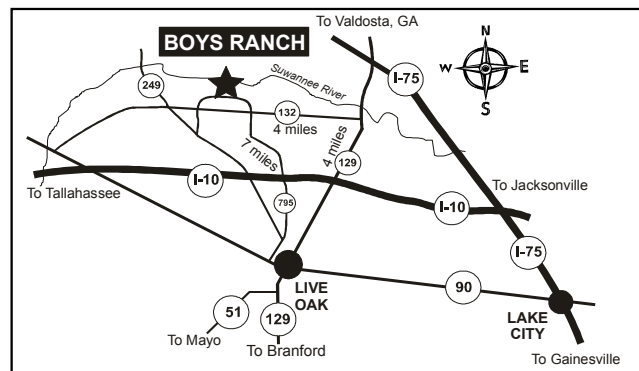 To Valdosta, GA
N
BOYS RANCH
I-75
W
E
S
249
Suwannee River
132
4 miles
7 miles
4 miles
129
To Tallahassee
I-10
To Jacksonville
795
I-10
I-75
LIVE
OAK
90
51
129
LAKE
CITY
To Mayo
To Branford
To Gainesville